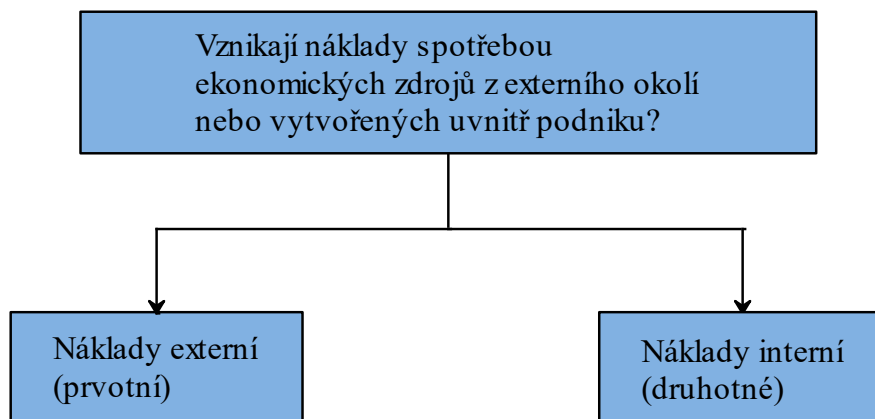 Vznikají náklady spotřebou
ekonomických zdrojů z externího okolí
nebo vytvořených uvnitř podniku?
Náklady externí
(prvotní)
Náklady interní
(druhotné)